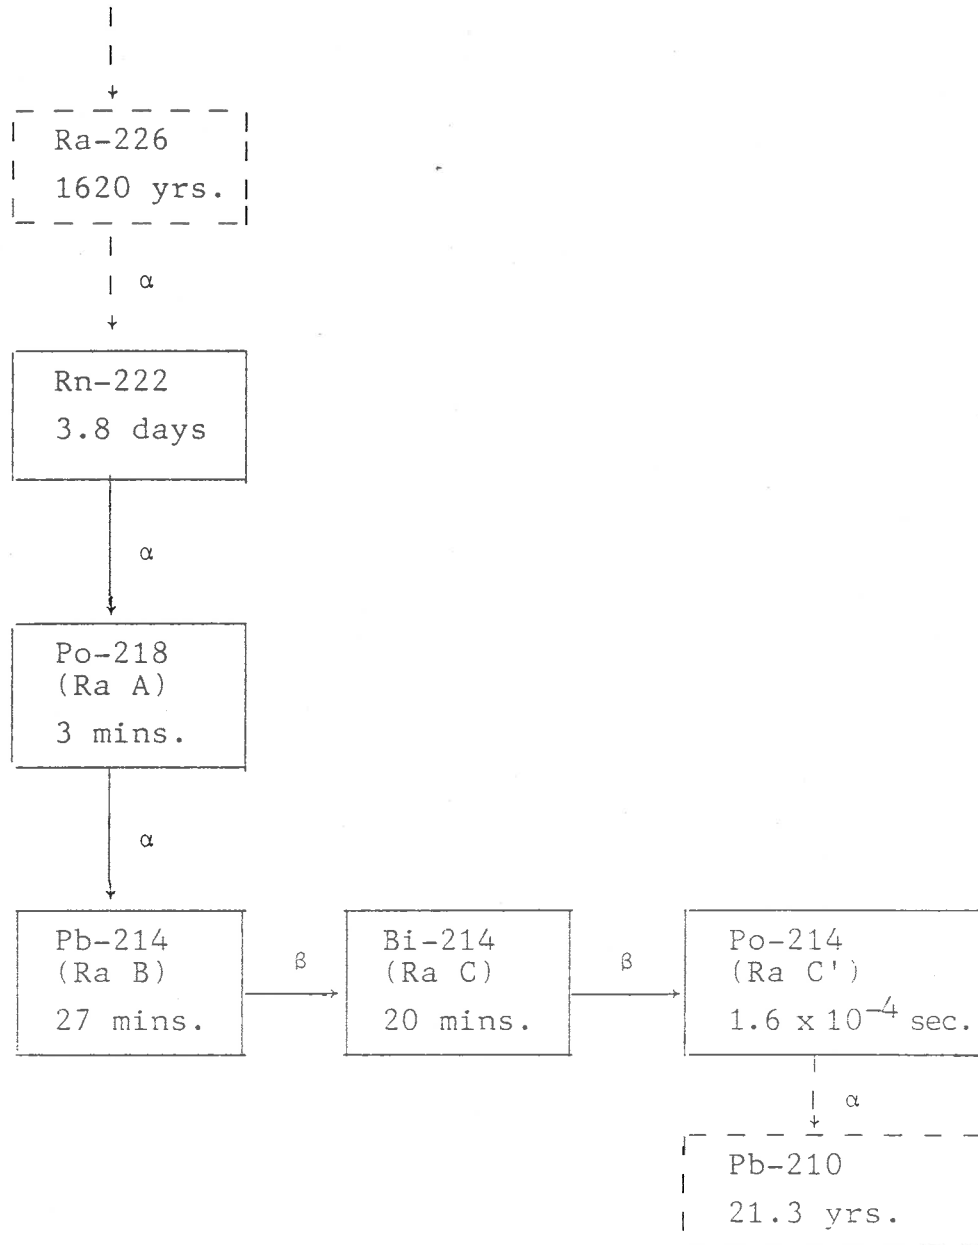 Ra-226
1620 yrs.
α
Rn-222
3.8 days
α
Po-218
(Ra A)
3 mins.
α
Pb-214
(Ra B)
27 mins.
β
Bi-214
(Ra C)
20 mins.
β
Po-214
(Ra C')
1.6 x 10⁻⁴ sec.
α
Pb-210
21.3 yrs.